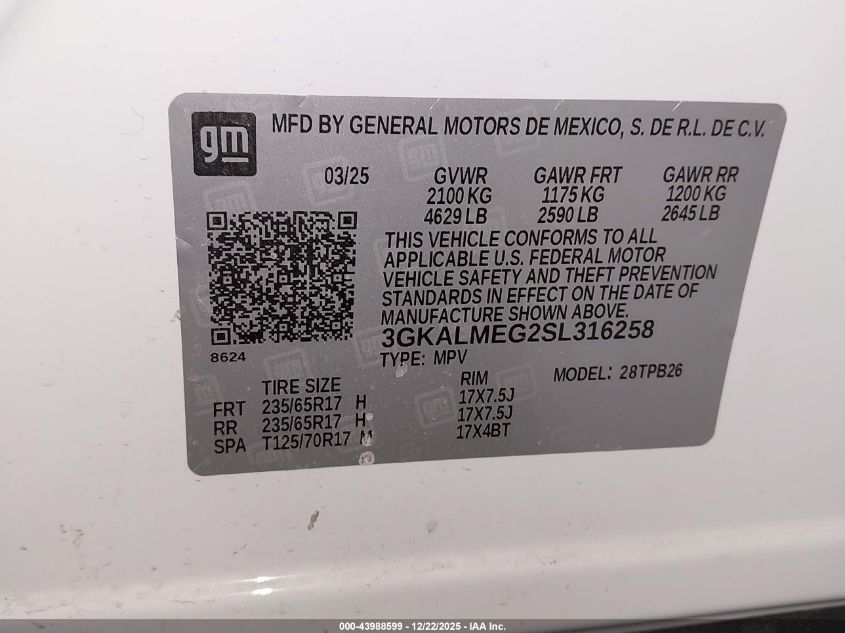 gm
MFD BY GENERAL MOTORS DE MEXICO, S. DE R.L. DE C.V.
03/25 GVWR GAWR FRT GAWR RR
2100 KG 1175 KG 1200 KG
4629 LB 2590 LB 2645 LB
THIS VEHICLE CONFORMS TO ALL
APPLICABLE U.S. FEDERAL MOTOR
VEHICLE SAFETY AND THEFT PREVENTION
STANDARDS IN EFFECT ON THE DATE OF
MANUFACTURE SHOWN ABOVE.
3GKALMEG2SL316258
8624
TYPE: MPV
TIRE SIZE RIM MODEL: 28TPB26
FRT 235/65R17 H 17X7.5J
RR 235/65R17 H 17X7.5J
SPA T125/70R17 M 17X4BT
000-43988599 - 12/22/2025 - IAA Inc.